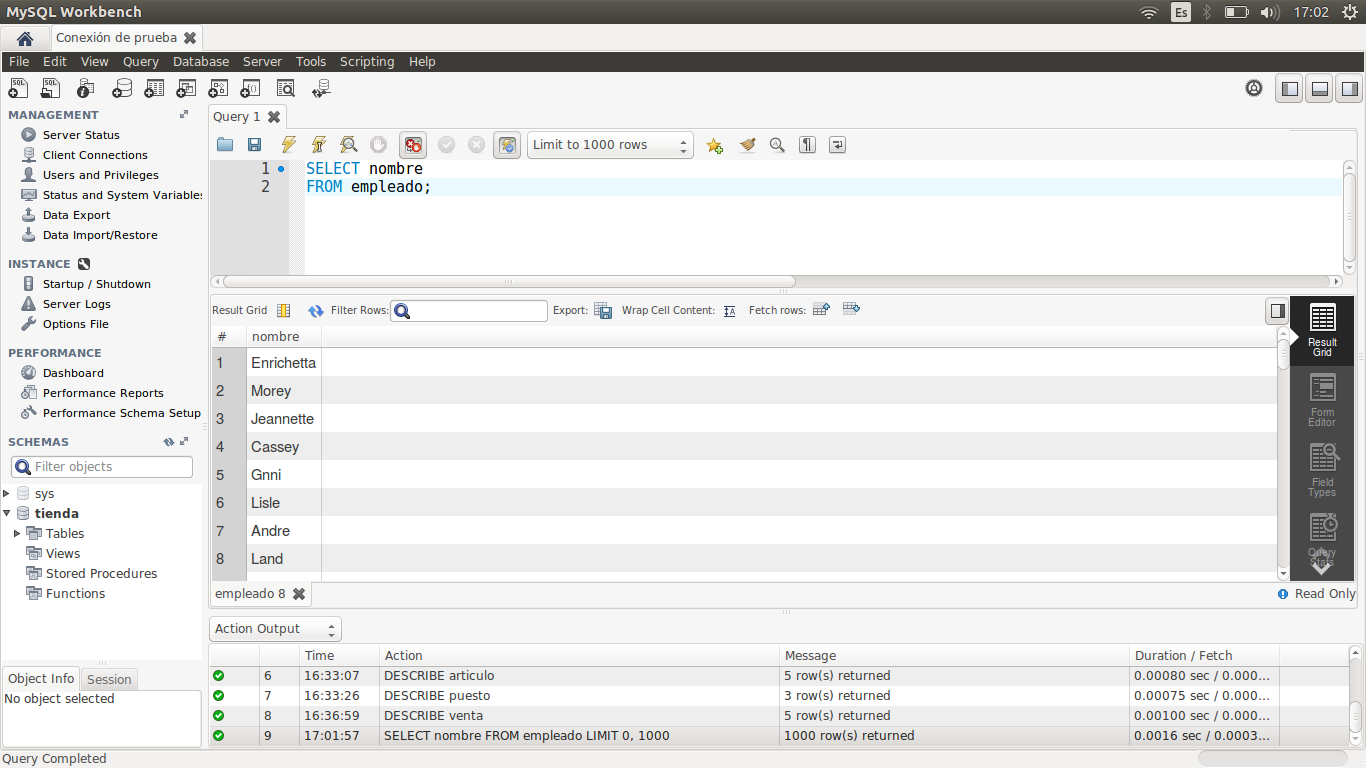 MySQL Workbench
Es
17:02
Conexión de prueba
File Edit View Query Database Server Tools Scripting Help
MANAGEMENT
Server Status
Client Connections
Users and Privileges
Status and System Variables
Data Export
Data Import/Restore
INSTANCE
Startup / Shutdown
Server Logs
Options File
PERFORMANCE
Dashboard
Performance Reports
Performance Schema Setup
SCHEMAS
Filter objects
sys
tienda
Tables
Views
Stored Procedures
Functions
Object Info Session
No object selected
Query 1
Limit to 1000 rows
1 SELECT nombre
2 FROM empleado;
Result Grid Filter Rows: Export: Wrap Cell Content: Fetch rows:
# nombre
1 Enrichetta
2 Morey
3 Jeannette
4 Cassey
5 Gnni
6 Lisle
7 Andre
8 Land
Result
Grid
Form
Editor
Field
Types
Query
Stats
empleado 8
Read Only
Action Output
Time Action Message Duration / Fetch
6 16:33:07 DESCRIBE articulo 5 row(s) returned 0.00080 sec / 0.000...
7 16:33:26 DESCRIBE puesto 3 row(s) returned 0.00075 sec / 0.000...
8 16:36:59 DESCRIBE venta 5 row(s) returned 0.00100 sec / 0.000...
9 17:01:57 SELECT nombre FROM empleado LIMIT 0, 1000 1000 row(s) returned 0.0016 sec / 0.0003...
Query Completed